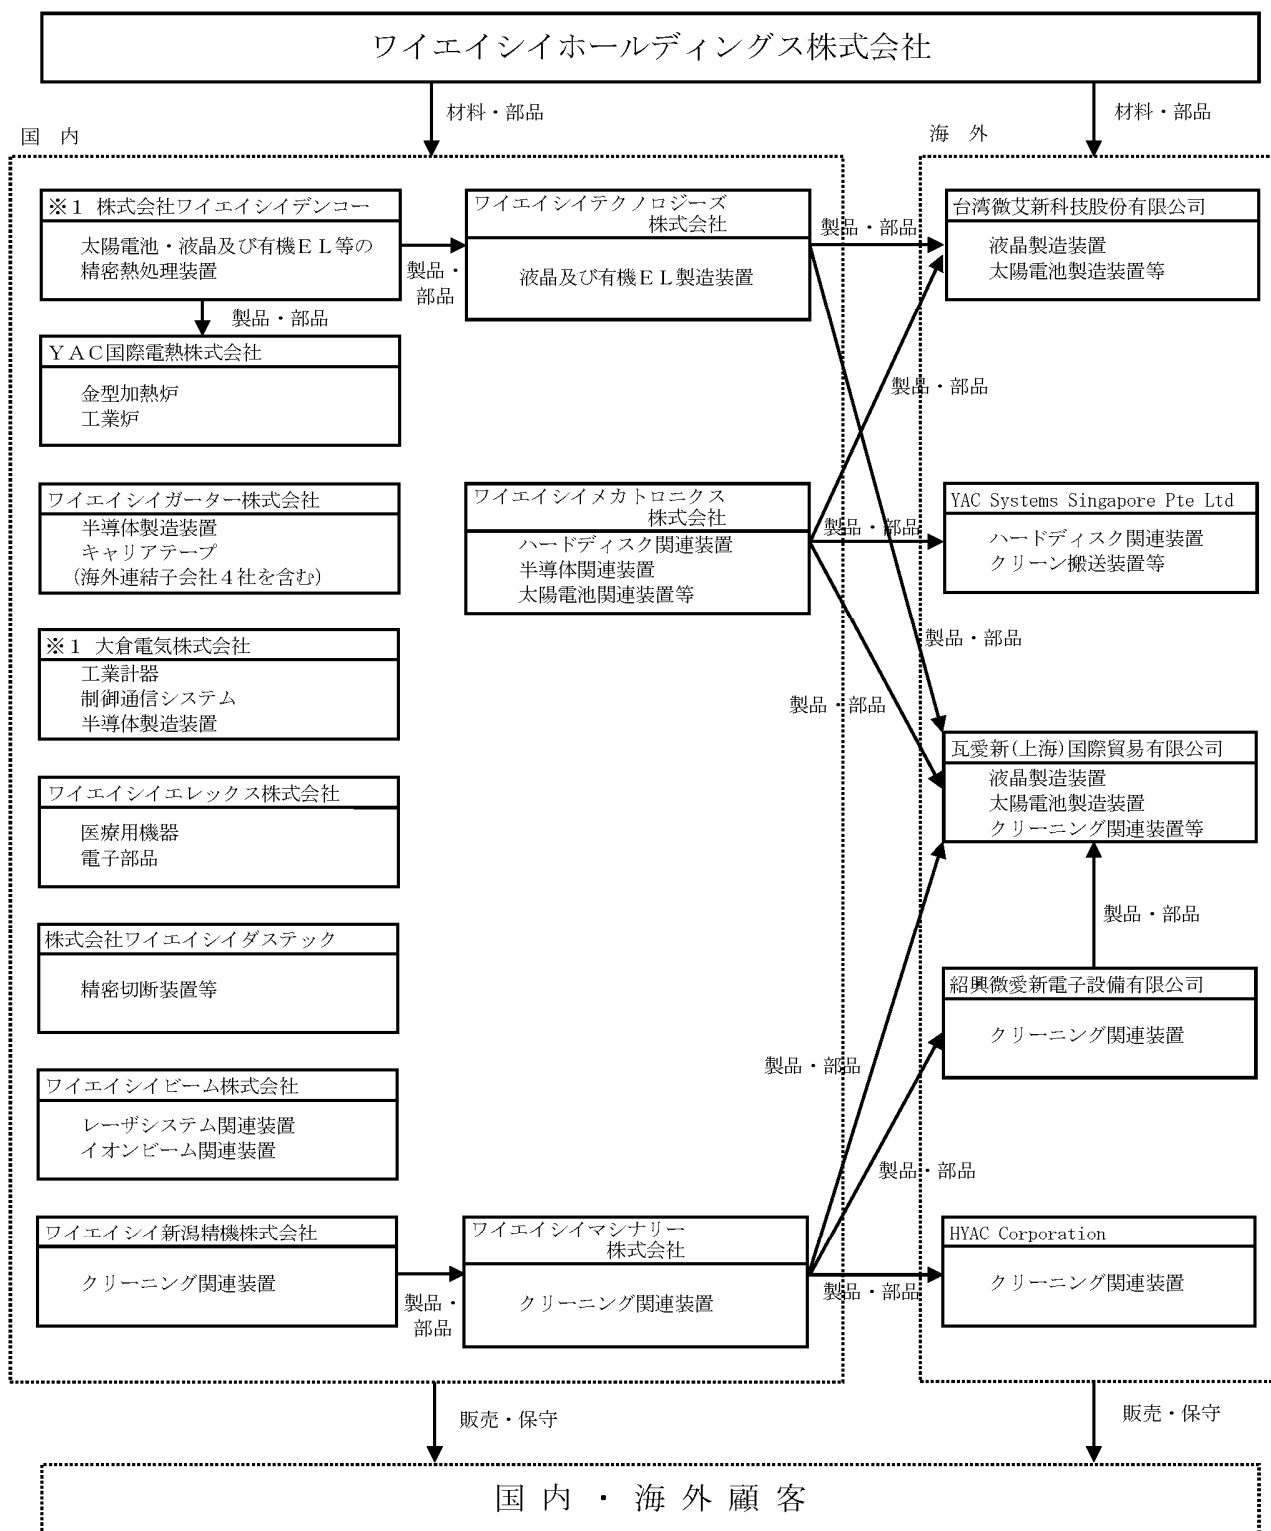 ワイエイシイホールディングス株式会社
材料・部品
材料・部品
国 内
海 外
※１ 株式会社ワイエイシイデンコー
太陽電池・液晶及び有機ＥＬ等の
精密熱処理装置
製品・
部品
ワイエイシイテクノロジーズ
株式会社
液晶及び有機ＥＬ製造装置
製品・部品
台湾微艾新科技股份有限公司
液晶製造装置
太陽電池製造装置等
製品・部品
ＹＡＣ国際電熱株式会社
金型加熱炉
工業炉
製品・部品
ワイエイシイガーター株式会社
半導体製造装置
キャリアテープ
(海外連結子会社４社を含む)
ワイエイシイメカトロニクス
株式会社
ハードディスク関連装置
半導体関連装置
太陽電池関連装置等
製品・部品
YAC Systems Singapore Pte Ltd
ハードディスク関連装置
クリーン搬送装置等
※１ 大倉電気株式会社
工業計器
制御通信システム
半導体製造装置
製品・部品
製品・部品
瓦愛新(上海)国際貿易有限公司
液晶製造装置
太陽電池製造装置
クリーニング関連装置等
ワイエイシイエレックス株式会社
医療用機器
電子部品
製品・部品
株式会社ワイエイシイダステック
精密切断装置等
紹興微愛新電子設備有限公司
クリーニング関連装置
製品・部品
ワイエイシイビーム株式会社
レーザシステム関連装置
イオンビーム関連装置
製品・部品
ワイエイシイ新潟精機株式会社
クリーニング関連装置
製品・
部品
ワイエイシイマシナリー
株式会社
クリーニング関連装置
製品・部品
HYAC Corporation
クリーニング関連装置
販売・保守
販売・保守
国 内 ・ 海 外 顧 客